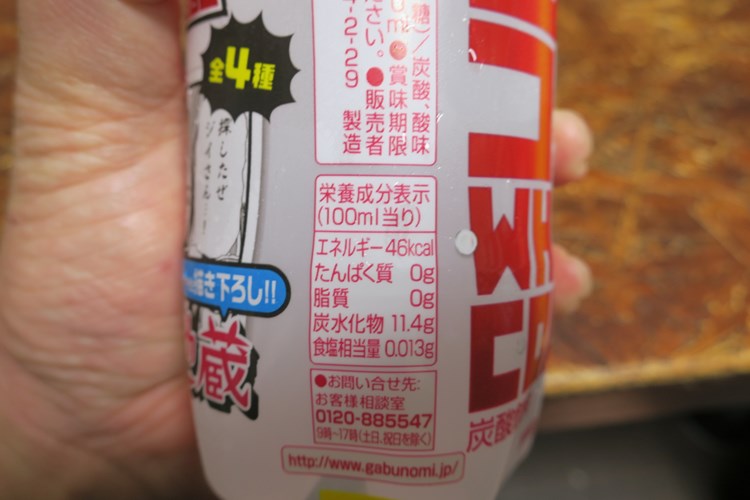 全4種
探したぜ
ジイさん…!!
描き下ろし!!
蔵
糖)/炭酸、酸味
ml●賞味期限
ださい。●販売者
4-2-29 製造
栄養成分表示
(100ml当り)
エネルギー46kcal
たんぱく質 0g
脂質 0g
炭水化物 11.4g
食塩相当量 0.013g
●お問い合せ先:
お客様相談室
0120-885547
9時~17時(土、日、祝日を除く)
http://www.gabunomi.jp/
炭酸